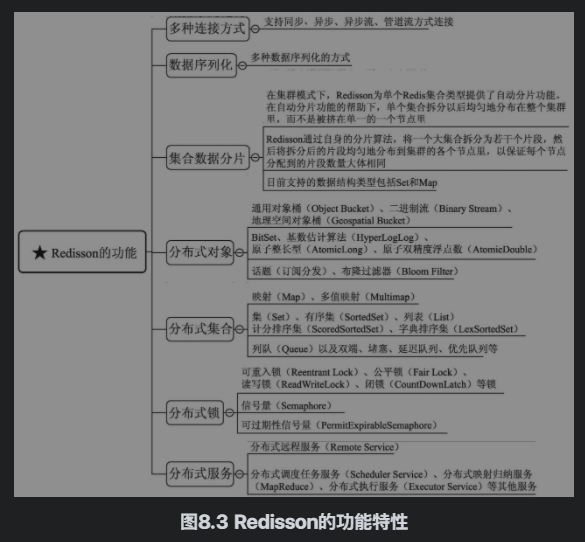 多种连接方式
支持同步、异步、异步流、管道流方式连接
数据序列化
多种数据序列化的方式
在集群模式下，Redisson为单个Redis集合类型提供了自动分片功能。
在自动分片功能的帮助下，单个集合拆分以后均匀地分布在整个集群
里，而不是被挤在单一的一个节点里
集合数据分片
Redisson通过自身的分片算法，将一个大集合拆分为若干个片段，然
后将拆分后的片段均匀地分布到集群的各个节点里，以保证每个节点
分配到的片段数量大体相同
目前支持的数据结构类型包括Set和Map
★ Redisson的功能
分布式对象
通用对象桶（Object Bucket）、二进制流（Binary Stream）、
地理空间对象桶（Geospatial Bucket）
BitSet、基数估计算法（HyperLogLog）、
原子整长型（AtomicLong）、原子双精度浮点数（AtomicDouble）
话题（订阅分发）、布隆过滤器（Bloom Filter）
分布式集合
映射（Map）、多值映射（Multimap）
集（Set）、有序集（SortedSet）、列表（List）
计分排序集（ScoredSortedSet）、字典排序集（LexSortedSet）
列队（Queue）以及双端、堵塞、延迟队列、优先队列等
分布式锁
可重入锁（Reentrant Lock）、公平锁（Fair Lock）、
读写锁（ReadWriteLock）、闭锁（CountDownLatch）等锁
信号量（Semaphore）
可过期性信号量（PermitExpirableSemaphore）
分布式服务
分布式远程服务（Remote Service）
分布式调度任务服务（Scheduler Service）、分布式映射归纳服务
（MapReduce）、分布式执行服务（Executor Service）等其他服务
图8.3 Redisson的功能特性